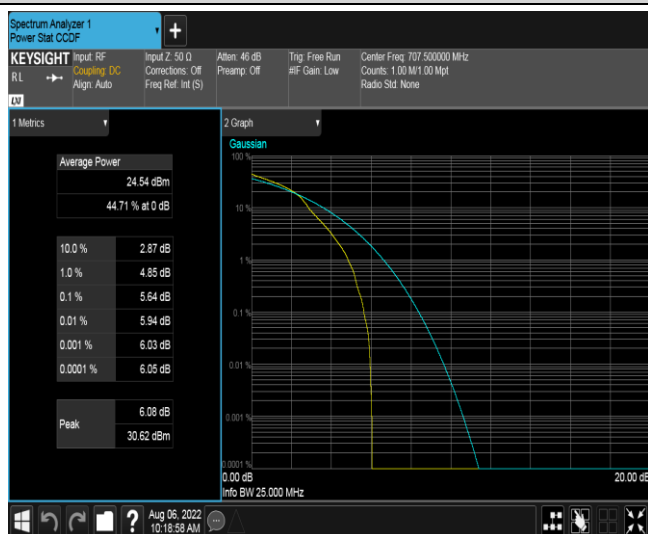 Spectrum Analyzer 1
Power Stat CCDF
+
KEYSIGHT
RL
LXI
Input: RF
Coupling: DC
Align: Auto
Input Z: 50 Ω
Corrections: Off
Freq Ref: Int (S)
Atten: 46 dB
Preamp: Off
Trig: Free Run
#IF Gain: Low
Center Freq: 707.500000 MHz
Counts: 1.00 M/1.00 Mpt
Radio Std: None
1 Metrics
Average Power
24.54 dBm
44.71 % at 0 dB
10.0 % 2.87 dB
1.0 % 4.85 dB
0.1 % 5.64 dB
0.01 % 5.94 dB
0.001 % 6.03 dB
0.0001 % 6.05 dB
Peak
6.08 dB
30.62 dBm
2 Graph
Gaussian
100 %
10 %
1 %
0.1 %
0.01 %
0.001 %
0.0001 %
0.00 dB
20.00 dB
Info BW 25.000 MHz
?
Aug 06, 2022
10:18:58 AM